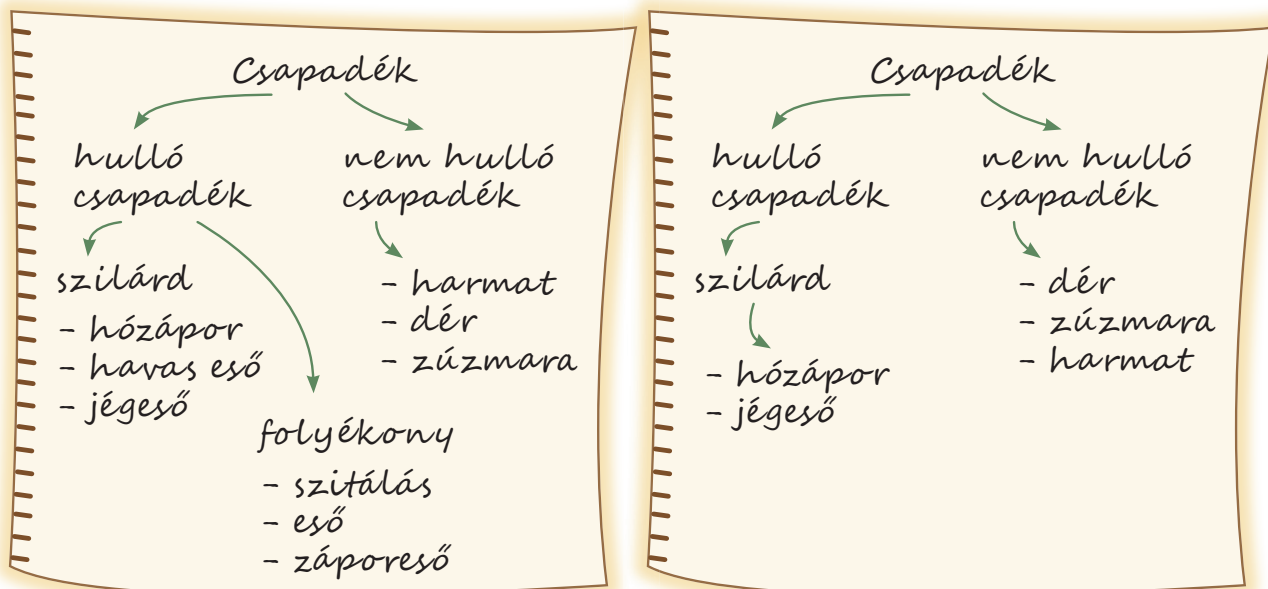 Csapadék
hulló
csapadék
nem hulló
csapadék
szilárd
- hózápor
- havas eső
- jégeső
- harmat
- dér
- zúzmara
folyékony
- szitálás
- eső
- záporeső
Csapadék
hulló
csapadék
nem hulló
csapadék
szilárd
- hózápor
- jégeső
- dér
- zúzmara
- harmat